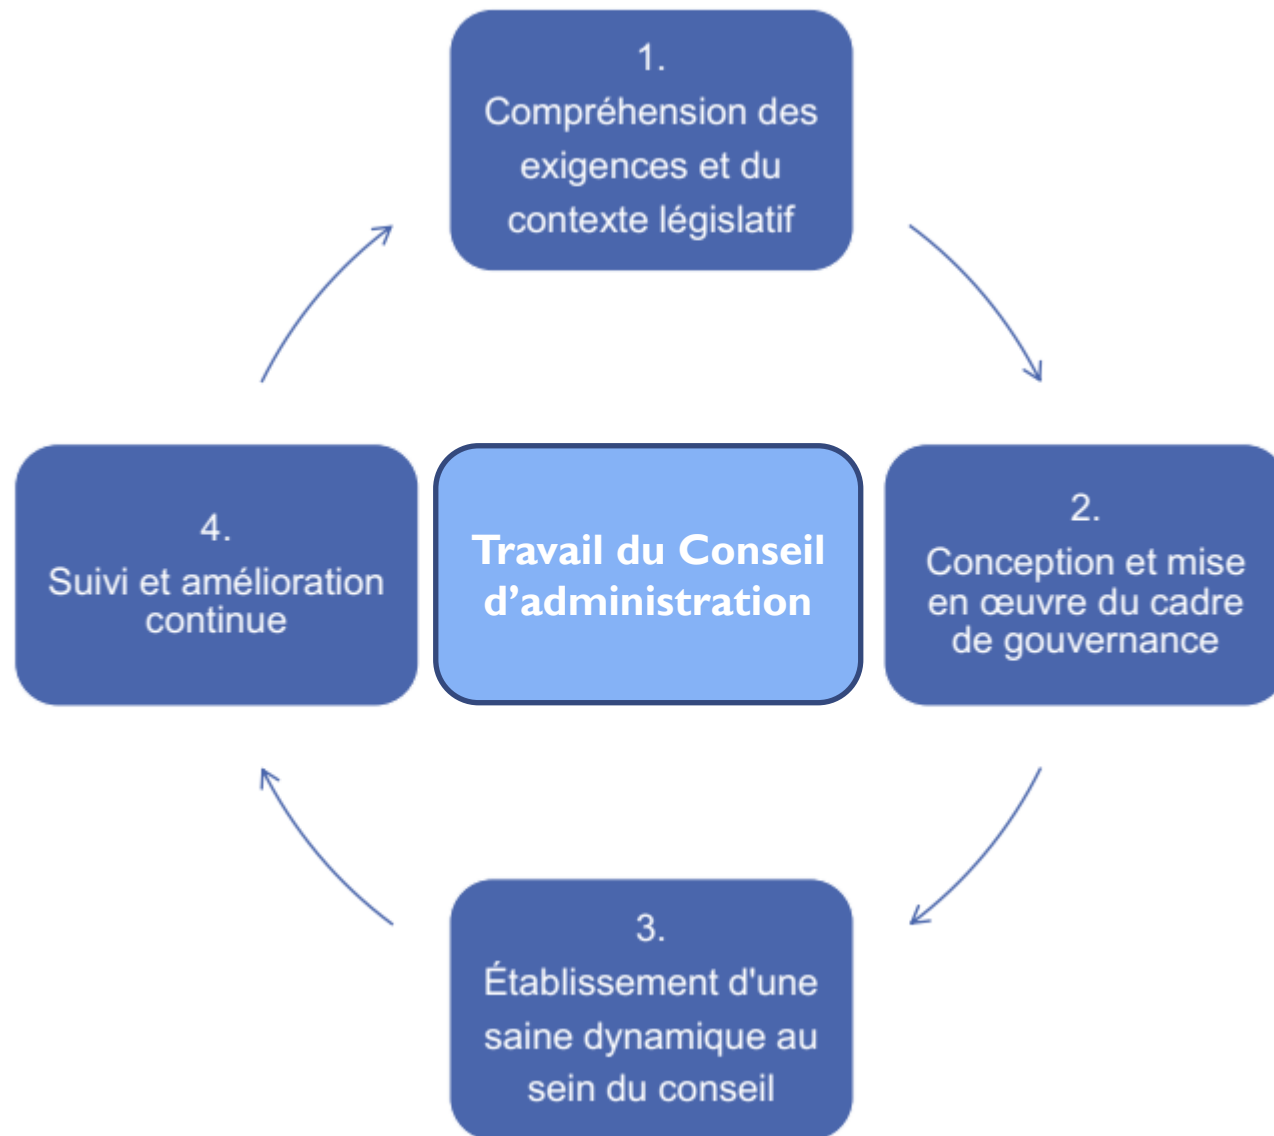 1.
Compréhension des
exigences et du
contexte législatif
4.
Suivi et amélioration
continue
Travail du Conseil
d’administration
2.
Conception et mise
en œuvre du cadre
de gouvernance
3.
Établissement d'une
saine dynamique au
sein du conseil